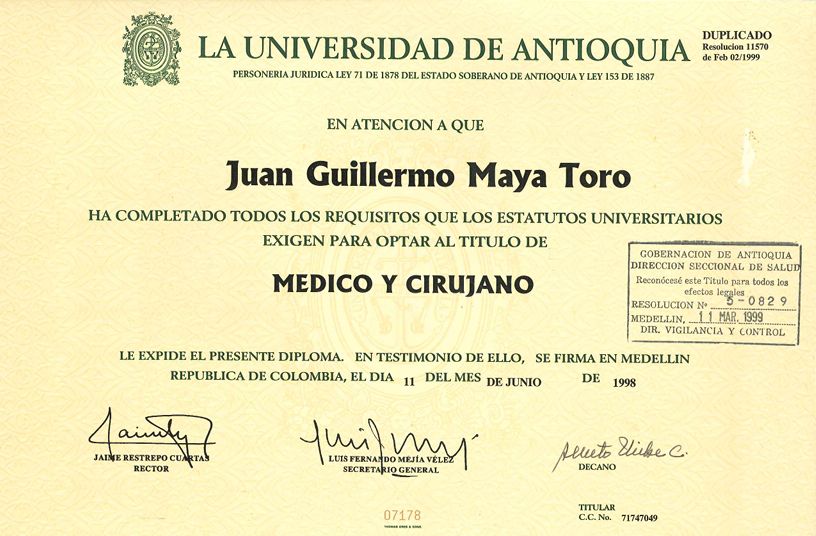 LA UNIVERSIDAD DE ANTIOQUIA
PERSONERIA JURIDICA LEY 71 DE 1878 DEL ESTADO SOBERANO DE ANTIOQUIA Y LEY 153 DE 1887
DUPLICADO
Resolucion 11570
de Feb 02/1999
EN ATENCION A QUE
Juan Guillermo Maya Toro
HA COMPLETADO TODOS LOS REQUISITOS QUE LOS ESTATUTOS UNIVERSITARIOS
EXIGEN PARA OPTAR AL TITULO DE
MEDICO Y CIRUJANO
GOBERNACION DE ANTIOQUIA
DIRECCION SECCIONAL DE SALUD
Reconócesé este Titulo para todos los
efectos legales
RESOLUCION Nº 5-0829
MEDELLIN, 11 MAR. 1999
DIR. VIGILANCIA Y CONTROL
LE EXPIDE EL PRESENTE DIPLOMA. EN TESTIMONIO DE ELLO, SE FIRMA EN MEDELLIN
REPUBLICA DE COLOMBIA, EL DIA 11 DEL MES DE JUNIO DE 1998
JAIME RESTREPO CUARTAS
RECTOR
LUIS FERNANDO MEJÍA VÉLEZ
SECRETARIO GENERAL
DECANO
07178
TITULAR
C.C. No. 71747049